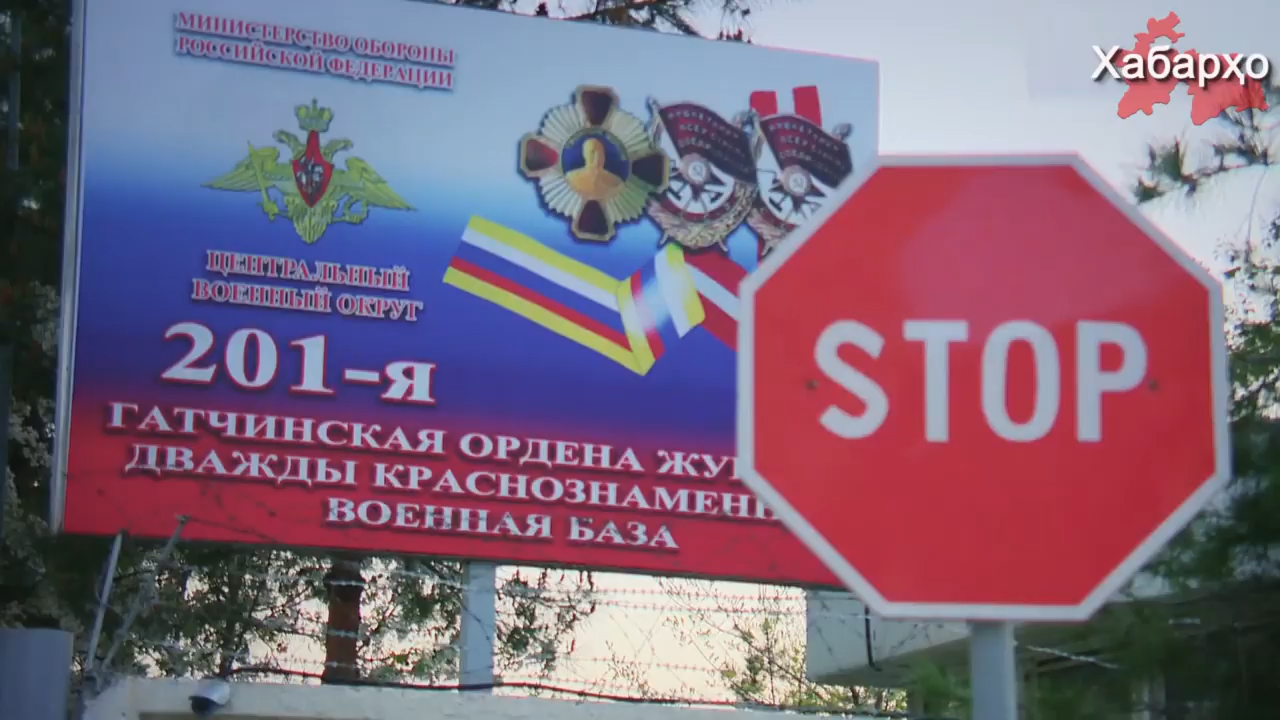 МИНИСТЕРСТВО ОБОРОНЫ
РОССИЙСКОЙ ФЕДЕРАЦИИ
Хабарҳо
ЦЕНТРАЛЬНЫЙ
ВОЕННЫЙ ОКРУГ
201-я
ГАТЧИНСКАЯ ОРДЕНА
ДВАЖДЫ
ВОЕННАЯ БАЗА
STOP